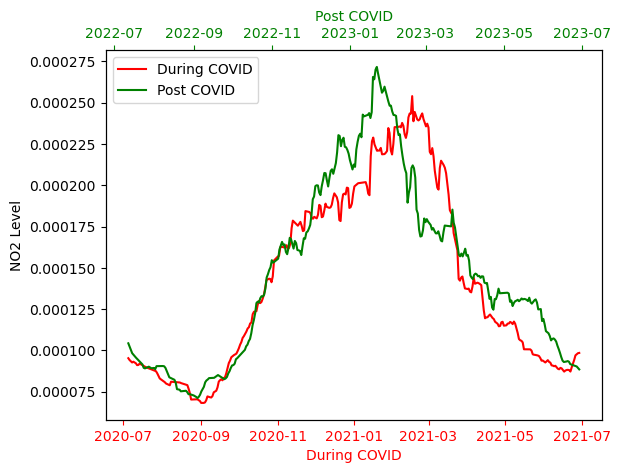 Post COVID
2022-07 2022-09 2022-11 2023-01 2023-03 2023-05 2023-07
During COVID
Post COVID
NO2 Level
0.000275
0.000250
0.000225
0.000200
0.000175
0.000150
0.000125
0.000100
0.000075
2020-07 2020-09 2020-11 2021-01 2021-03 2021-05 2021-07
During COVID